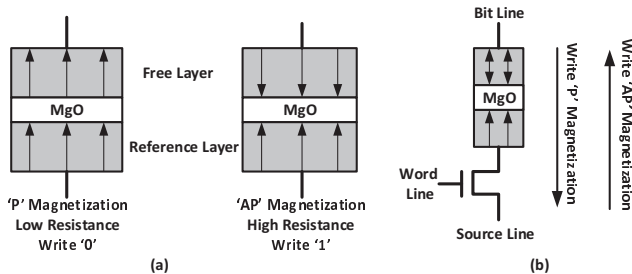 MgO
Free Layer
Reference Layer
MgO
‘P’ Magnetization
Low Resistance
Write ‘0’
‘AP’ Magnetization
High Resistance
Write ‘1’
(a)
Bit Line
MgO
Word
Line
Source Line
Write ‘P’ Magnetization
Write ‘AP’ Magnetization
(b)